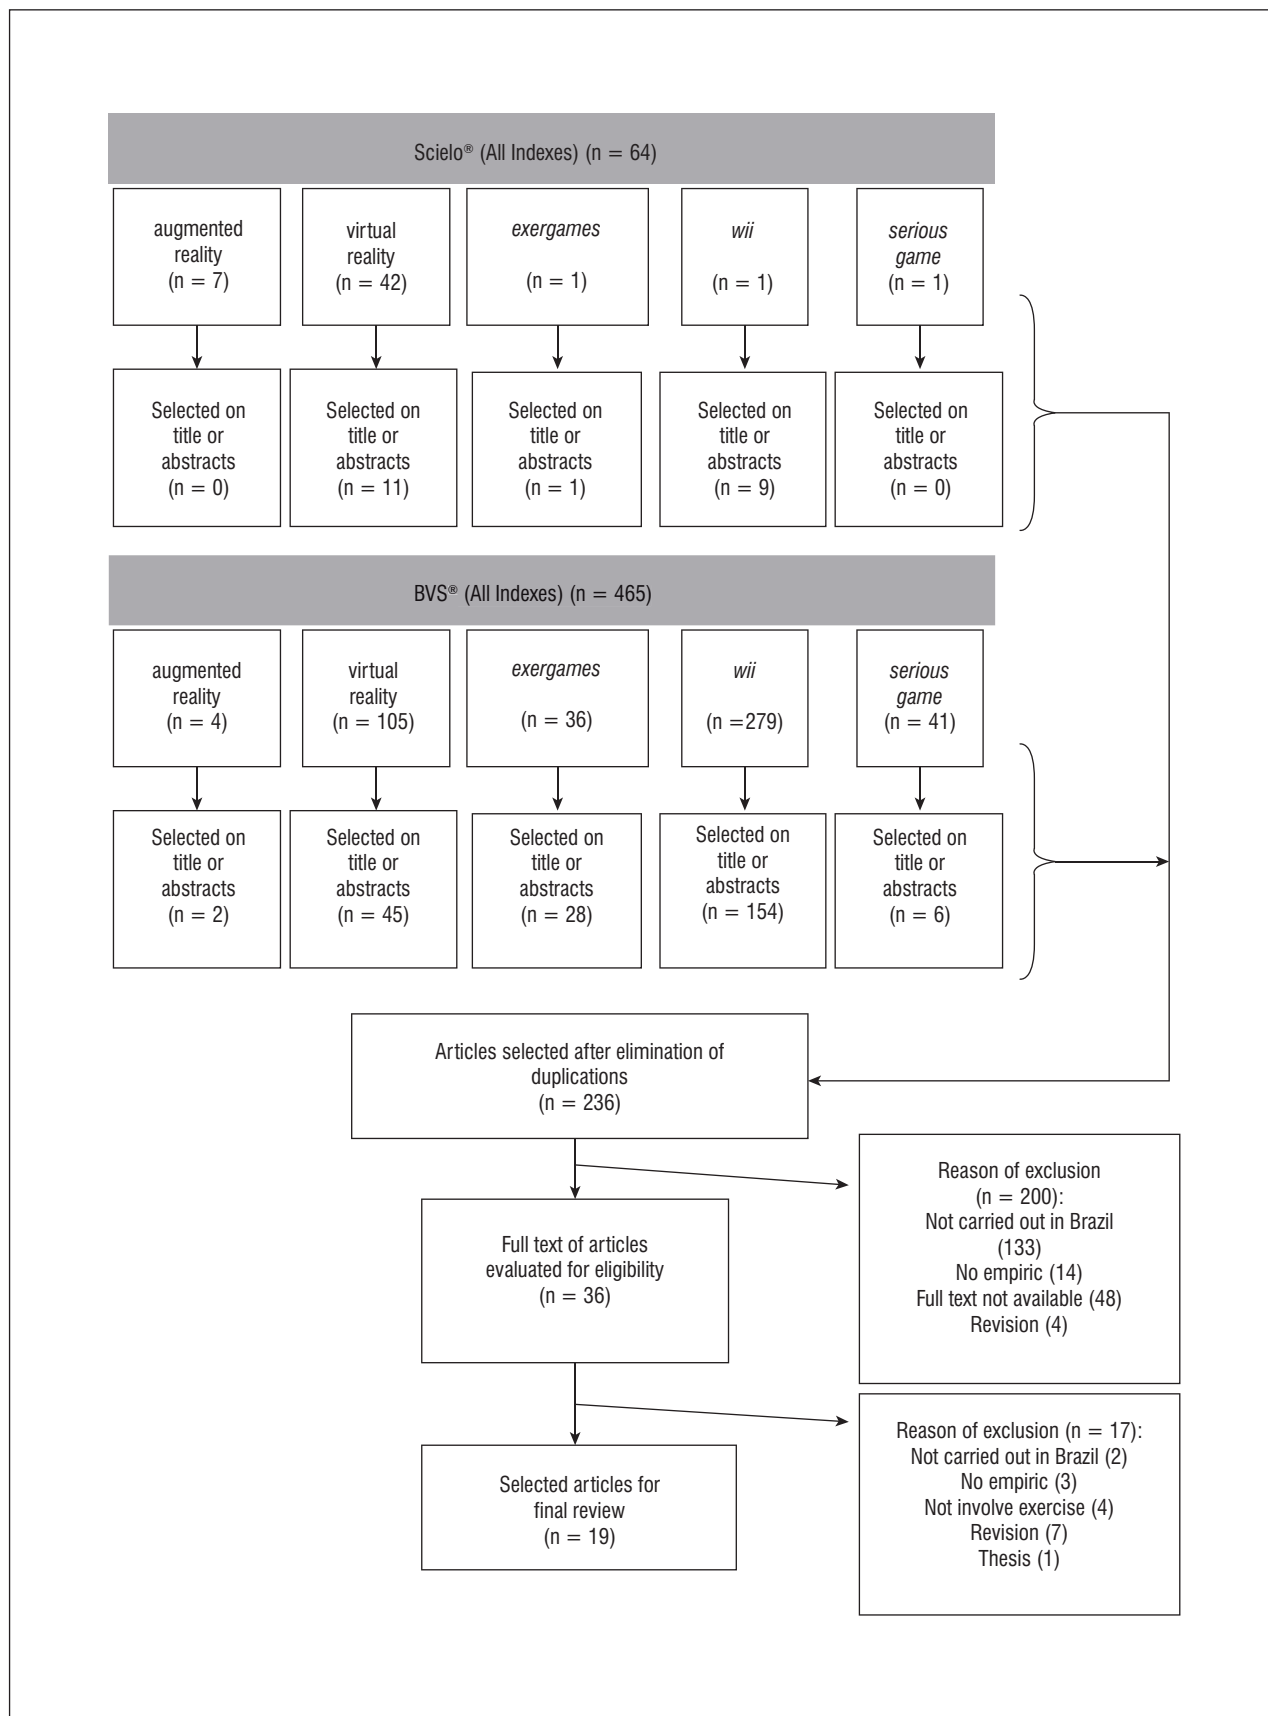 Scielo® (All Indexes) (n = 64)
augmented
reality
(n = 7)
virtual
reality
(n = 42)
exergames
(n = 1)
wii
(n = 1)
serious
game
(n = 1)
Selected on
title or
abstracts
(n = 0)
Selected on
title or
abstracts
(n = 11)
Selected on
title or
abstracts
(n = 1)
Selected on
title or
abstracts
(n = 9)
Selected on
title or
abstracts
(n = 0)
BVS® (All Indexes) (n = 465)
augmented
reality
(n = 4)
virtual
reality
(n = 105)
exergames
(n = 36)
wii
(n =279)
serious
game
(n = 41)
Selected on
title or
abstracts
(n = 2)
Selected on
title or
abstracts
(n = 45)
Selected on
title or
abstracts
(n = 28)
Selected on
title or
abstracts
(n = 154)
Selected on
title or
abstracts
(n = 6)
Articles selected after elimination of
duplications
(n = 236)
Reason of exclusion
(n = 200):
Not carried out in Brazil
(133)
No empiric (14)
Full text not available (48)
Revision (4)
Full text of articles
evaluated for eligibility
(n = 36)
Reason of exclusion (n = 17):
Not carried out in Brazil (2)
No empiric (3)
Not involve exercise (4)
Revision (7)
Thesis (1)
Selected articles for
final review
(n = 19)